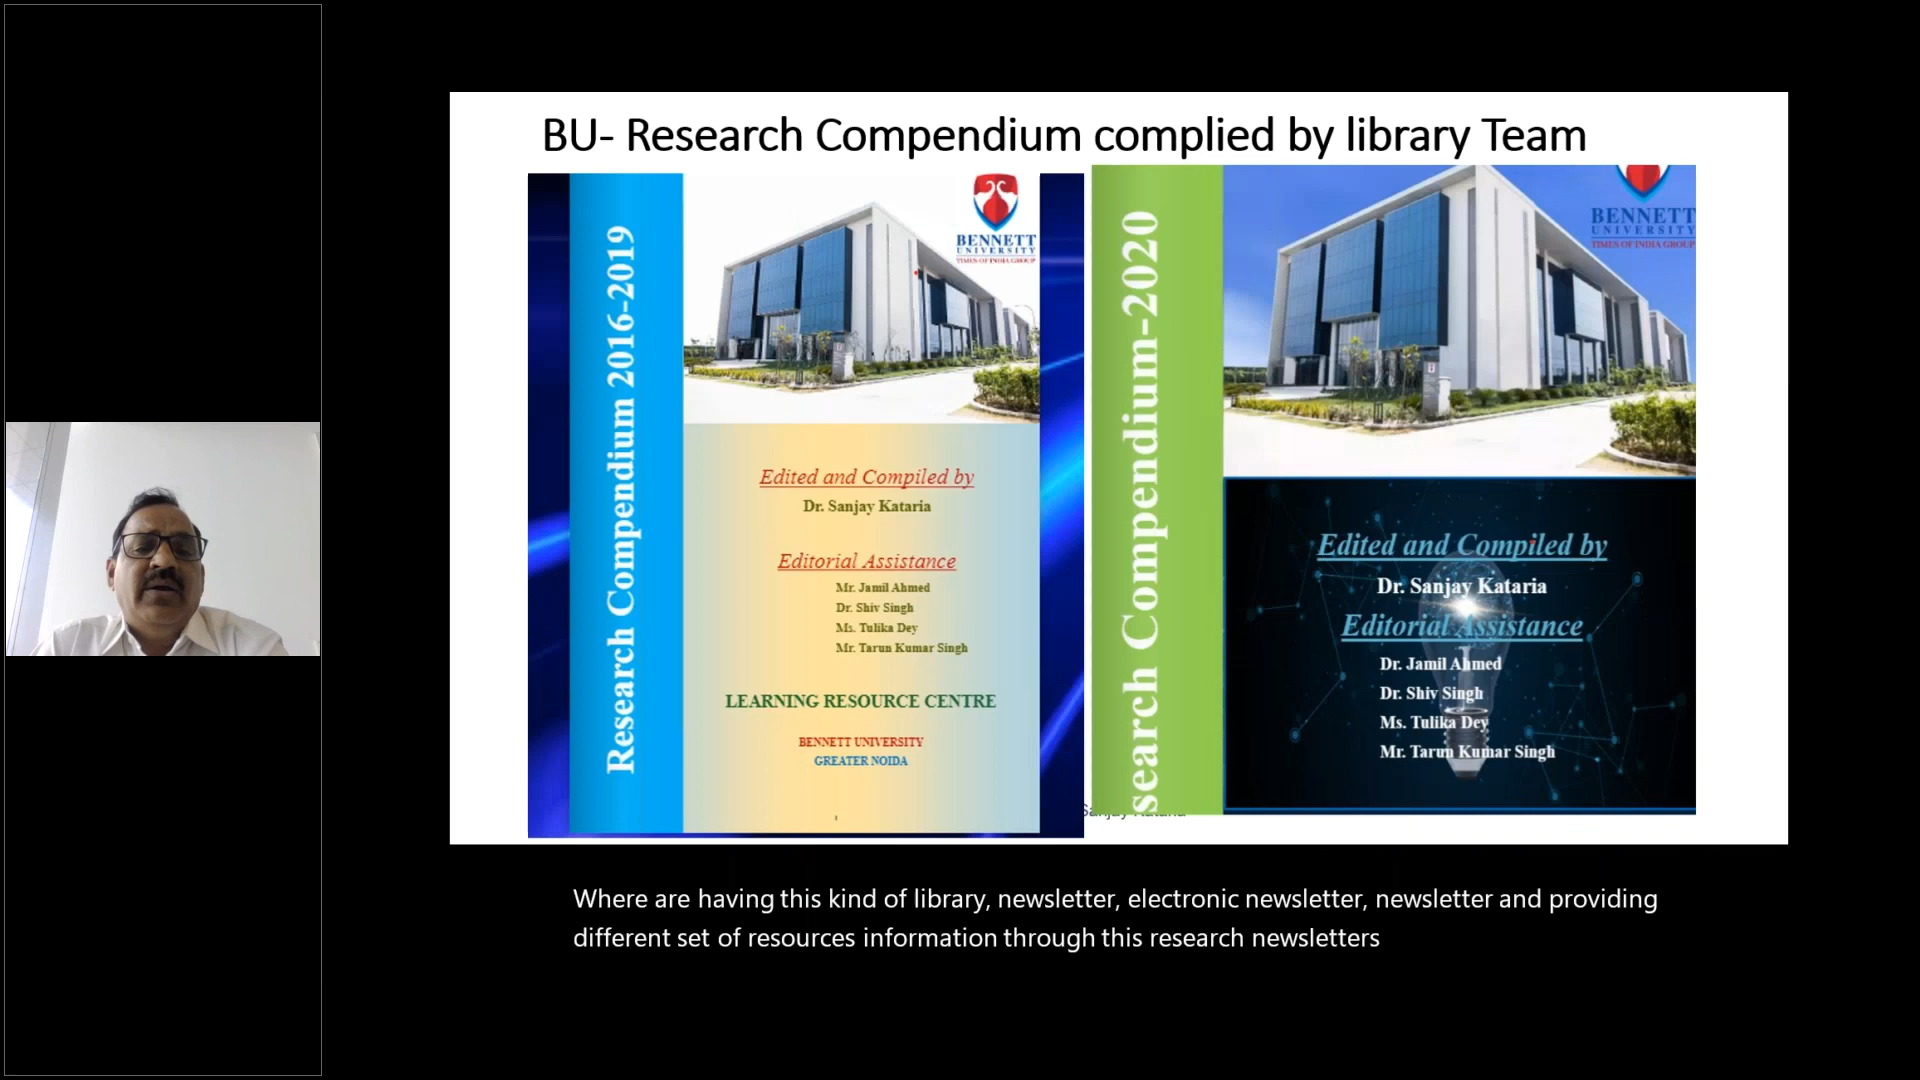 BU- Research Compendium complied by library Team
Research Compendium 2016-2019
BENNETT
UNIVERSITY
TIMES OF INDIA GROUP
Edited and Compiled by
Dr. Sanjay Kataria
Editorial Assistance
Mr. Jamil Ahmed
Dr. Shiv Singh
Ms. Tulika Dey
Mr. Tarun Kumar Singh
LEARNING RESOURCE CENTRE
BENNETT UNIVERSITY
GREATER NOIDA
search Compendium-2020
BENNETT
UNIVERSITY
TIMES OF INDIA GROUP
Edited and Compiled by
Dr. Sanjay Kataria
Editorial Assistance
Dr. Jamil Ahmed
Dr. Shiv Singh
Ms. Tulika Dey
Mr. Tarun Kumar Singh
Where are having this kind of library, newsletter, electronic newsletter, newsletter and providing
different set of resources information through this research newsletters